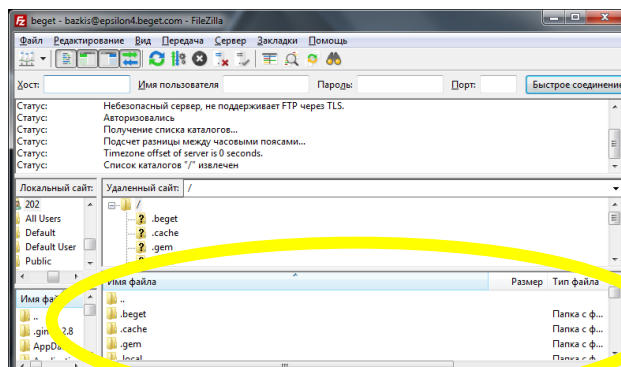 beget - bazkis@epsilon4.beget.com - FileZilla
Файл Редактирование Вид Передача Сервер Закладки Помощь
Хост: Имя пользователя Пароль: Порт: Быстрое соединение
Статус: Небезопасный сервер, не поддерживает FTP через TLS.
Статус: Авторизовались
Статус: Получение списка каталогов...
Статус: Подсчет разницы между часовыми поясами...
Статус: Timezone offset of server is 0 seconds.
Статус: Список каталогов "/" извлечен
Локальный сайт: Удаленный сайт: /
202 /
All Users .beget
Default .cache
Default User .gem
Public
Имя файла Размер Тип файла
..
.beget Папка с ф...
.cache Папка с ф...
.gem Папка с ф...
.local Папка с ф...
..